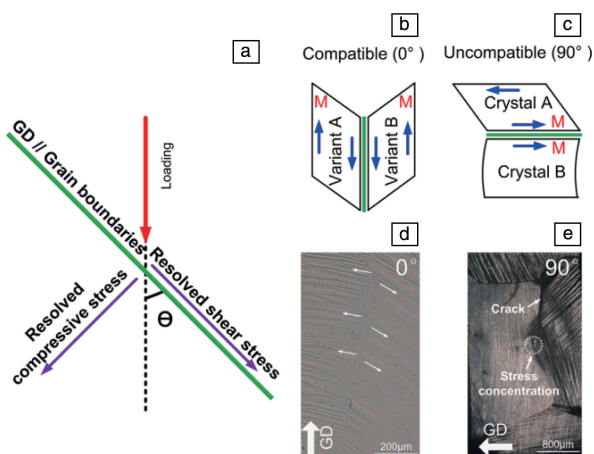 a
GD // Grain boundaries
Loading
Resolved shear stress
Resolved
compressive stress
Θ
b
Compatible (0°)
M
Variant A
M
Variant B
c
Uncompatible (90°)
Crystal A
M
M
Crystal B
d
0°
GD
200μm
e
90°
Crack
Stress
concentration
GD
800μm